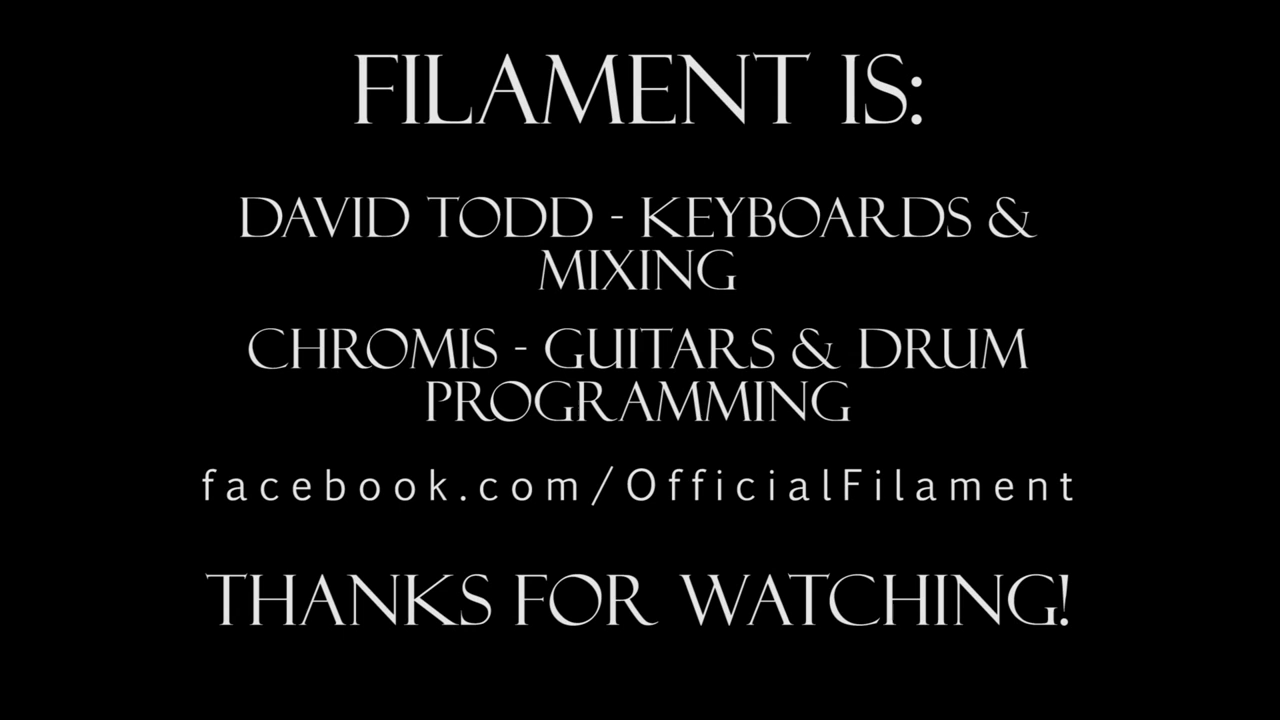 FILAMENT IS:
DAVID TODD - KEYBOARDS &
MIXING
CHROMIS - GUITARS & DRUM
PROGRAMMING
facebook.com/OfficialFilament
THANKS FOR WATCHING!